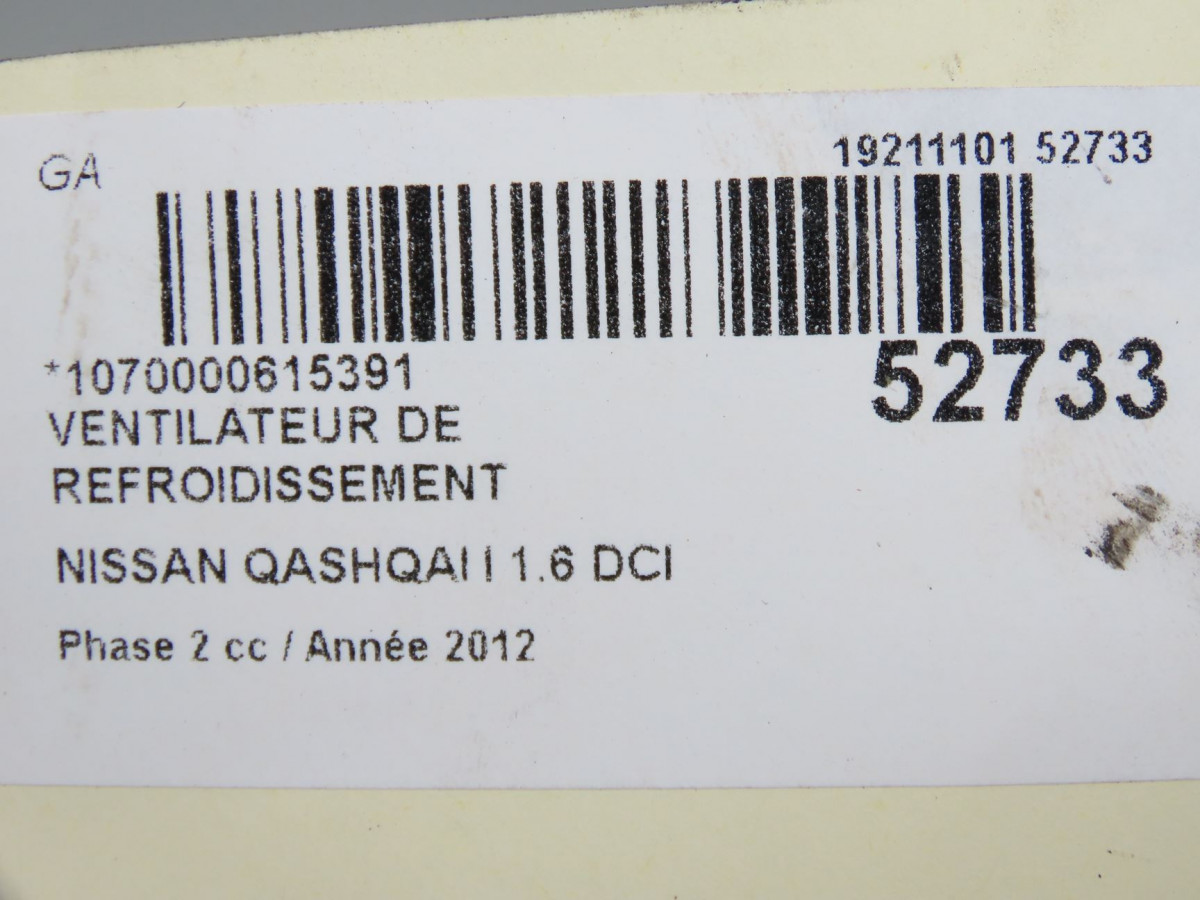 GA
19211101 52733
*1070000615391
52733
VENTILATEUR DE
REFROIDISSEMENT
NISSAN QASHQAI I 1.6 DCI
Phase 2 cc / Année 2012